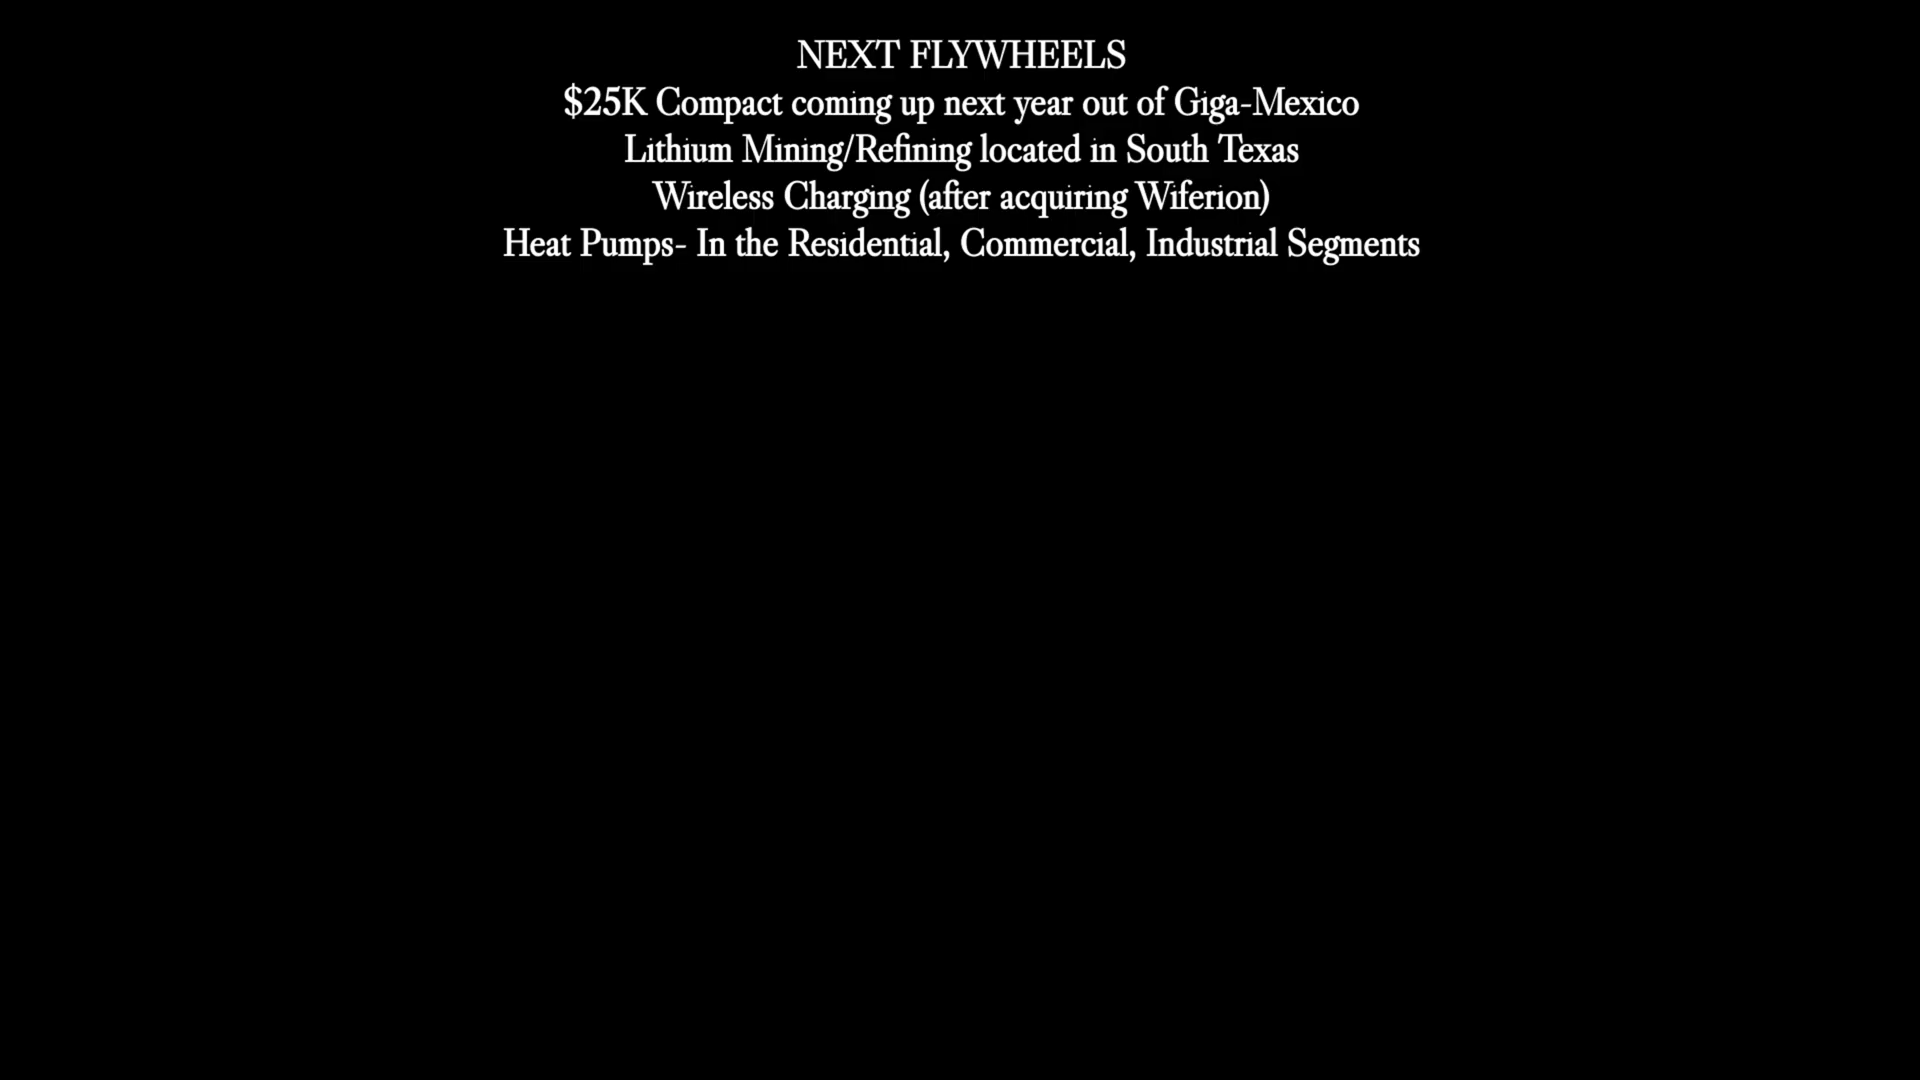 NEXT FLYWHEELS
$25K Compact coming up next year out of Giga-Mexico
Lithium Mining/Refining located in South Texas
Wireless Charging (after acquiring Wiferion)
Heat Pumps- In the Residential, Commercial, Industrial Segments